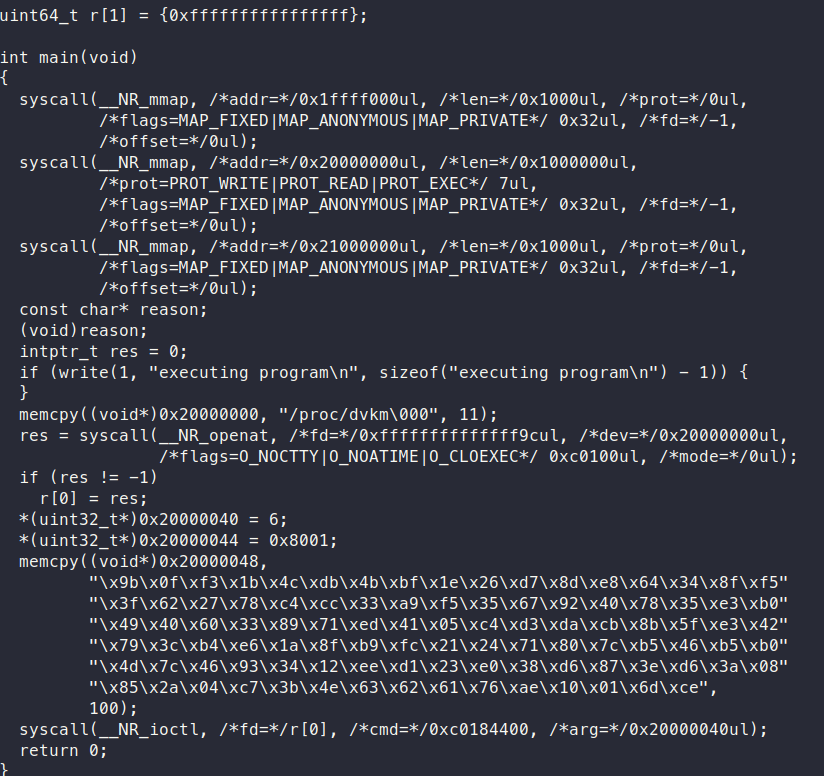 uint64_t r[1] = {0xffffffffffffffff};
int main(void)
{
syscall(__NR_mmap, /*addr=*/0x1ffff000ul, /*len=*/0x1000ul, /*prot=*/0ul,
/*flags=MAP_FIXED|MAP_ANONYMOUS|MAP_PRIVATE*/ 0x32ul, /*fd=*/-1,
/*offset=*/0ul);
syscall(__NR_mmap, /*addr=*/0x20000000ul, /*len=*/0x1000000ul,
/*prot=PROT_WRITE|PROT_READ|PROT_EXEC*/ 7ul,
/*flags=MAP_FIXED|MAP_ANONYMOUS|MAP_PRIVATE*/ 0x32ul, /*fd=*/-1,
/*offset=*/0ul);
syscall(__NR_mmap, /*addr=*/0x21000000ul, /*len=*/0x1000ul, /*prot=*/0ul,
/*flags=MAP_FIXED|MAP_ANONYMOUS|MAP_PRIVATE*/ 0x32ul, /*fd=*/-1,
/*offset=*/0ul);
const char* reason;
(void)reason;
intptr_t res = 0;
if (write(1, "executing program\n", sizeof("executing program\n") - 1)) {
}
memcpy((void*)0x20000000, "/proc/dvkm\000", 11);
res = syscall(__NR_openat, /*fd=*/0xffffffffffffff9cul, /*dev=*/0x20000000ul,
/*flags=O_NOCTTY|O_NOATIME|O_CLOEXEC*/ 0xc0100ul, /*mode=*/0ul);
if (res != -1)
r[0] = res;
*(uint32_t*)0x20000040 = 6;
*(uint32_t*)0x20000044 = 0x8001;
memcpy((void*)0x20000048,
"\x9b\x0f\xf3\x1b\x4c\xdb\x4b\xbf\x1e\x26\xd7\x8d\xe8\x64\x34\x8f\xf5"
"\x3f\x62\x27\x78\xc4\xcc\x33\xa9\xf5\x35\x67\x92\x40\x78\x35\xe3\xb0"
"\x49\x40\x60\x33\x89\x71\xed\x41\x05\xc4\xd3\xda\xcb\x8b\x5f\xe3\x42"
"\x79\x3c\xb4\xe6\x1a\x8f\xb9\xfc\x21\x24\x71\x80\x7c\xb5\x46\xb5\xb0"
"\x4d\x7c\x46\x93\x34\x12\xee\xd1\x23\xe0\x38\xd6\x87\x3e\xd6\x3a\x08"
"\x85\x2a\x04\xc7\x3b\x4e\x63\x62\x61\x76\xae\x10\x01\x6d\xce",
100);
syscall(__NR_ioctl, /*fd=*/r[0], /*cmd=*/0xc0184400, /*arg=*/0x20000040ul);
return 0;
}